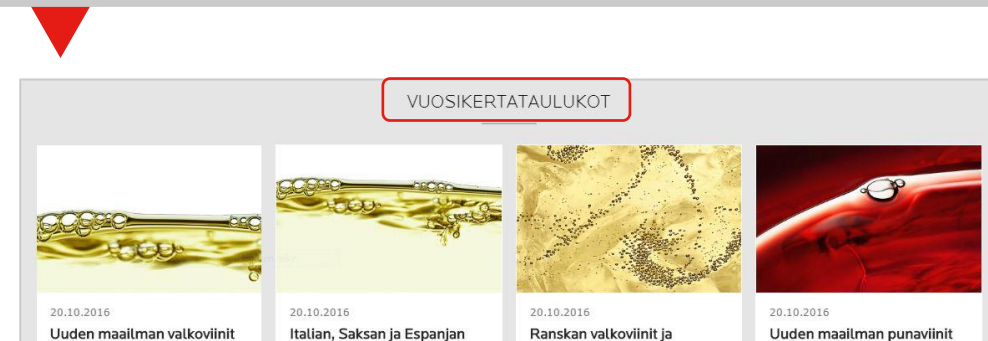 VUOSIKERTATAULUKOT
20.10.2016
Uuden maailman valkoviinit
20.10.2016
Italian, Saksan ja Espanjan
20.10.2016
Ranskan valkoviinit ja
20.10.2016
Uuden maailman punaviinit